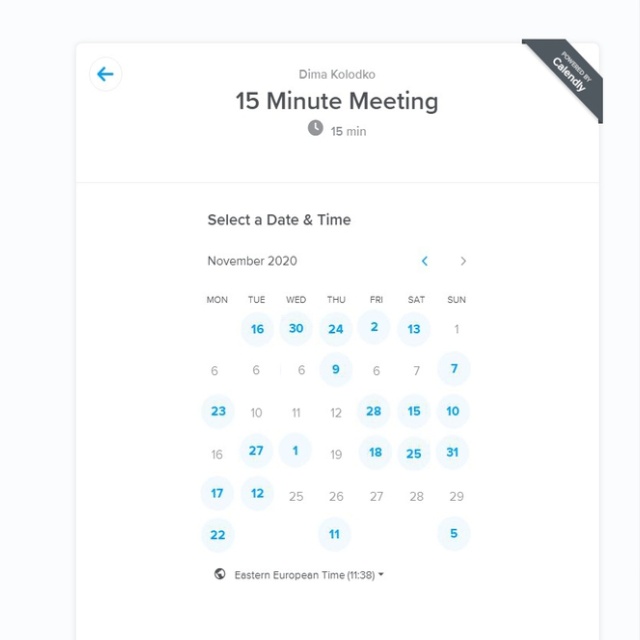 POWERED BY
Calendly
Dima Kolodko
15 Minute Meeting
15 min
Select a Date & Time
November 2020
MON TUE WED THU FRI SAT SUN
16 30 24 2 13 1
6 6 6 9 6 7 7
23 10 11 12 28 15 10
16 27 1 19 18 25 31
17 12 25 26 27 28 29
22 11 5
Eastern European Time (11:38)